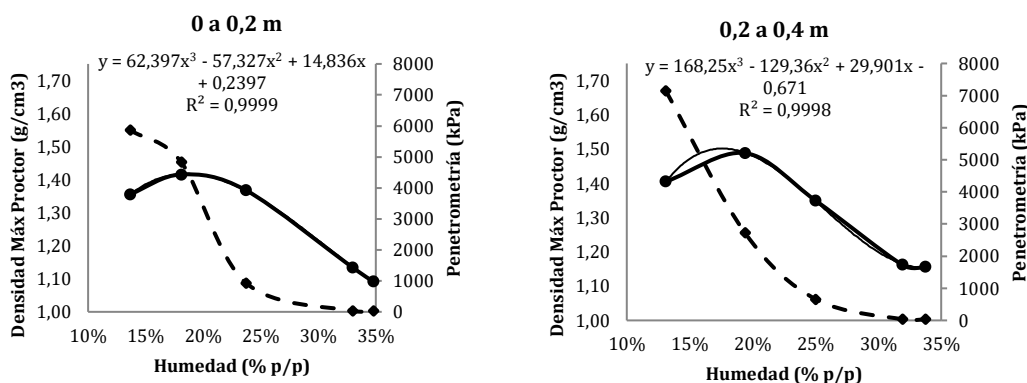 0 a 0,2 m
y = 62,397x³ - 57,327x² + 14,836x
+ 0,2397
R² = 0,9999
Densidad Máx Proctor (g/cm3)
1,70
1,60
1,50
1,40
1,30
1,20
1,10
1,00
8000
7000
6000
5000
4000
3000
2000
1000
0
Penetrometría (kPa)
10% 15% 20% 25% 30% 35%
Humedad (% p/p)
0,2 a 0,4 m
y = 168,25x³ - 129,36x² + 29,901x -
0,671
R² = 0,9998
Densidad Máx Proctor (g/cm3)
1,70
1,60
1,50
1,40
1,30
1,20
1,10
1,00
8000
7000
6000
5000
4000
3000
2000
1000
0
Penetrometría (kPa)
10% 15% 20% 25% 30% 35%
Humedad (% p/p)